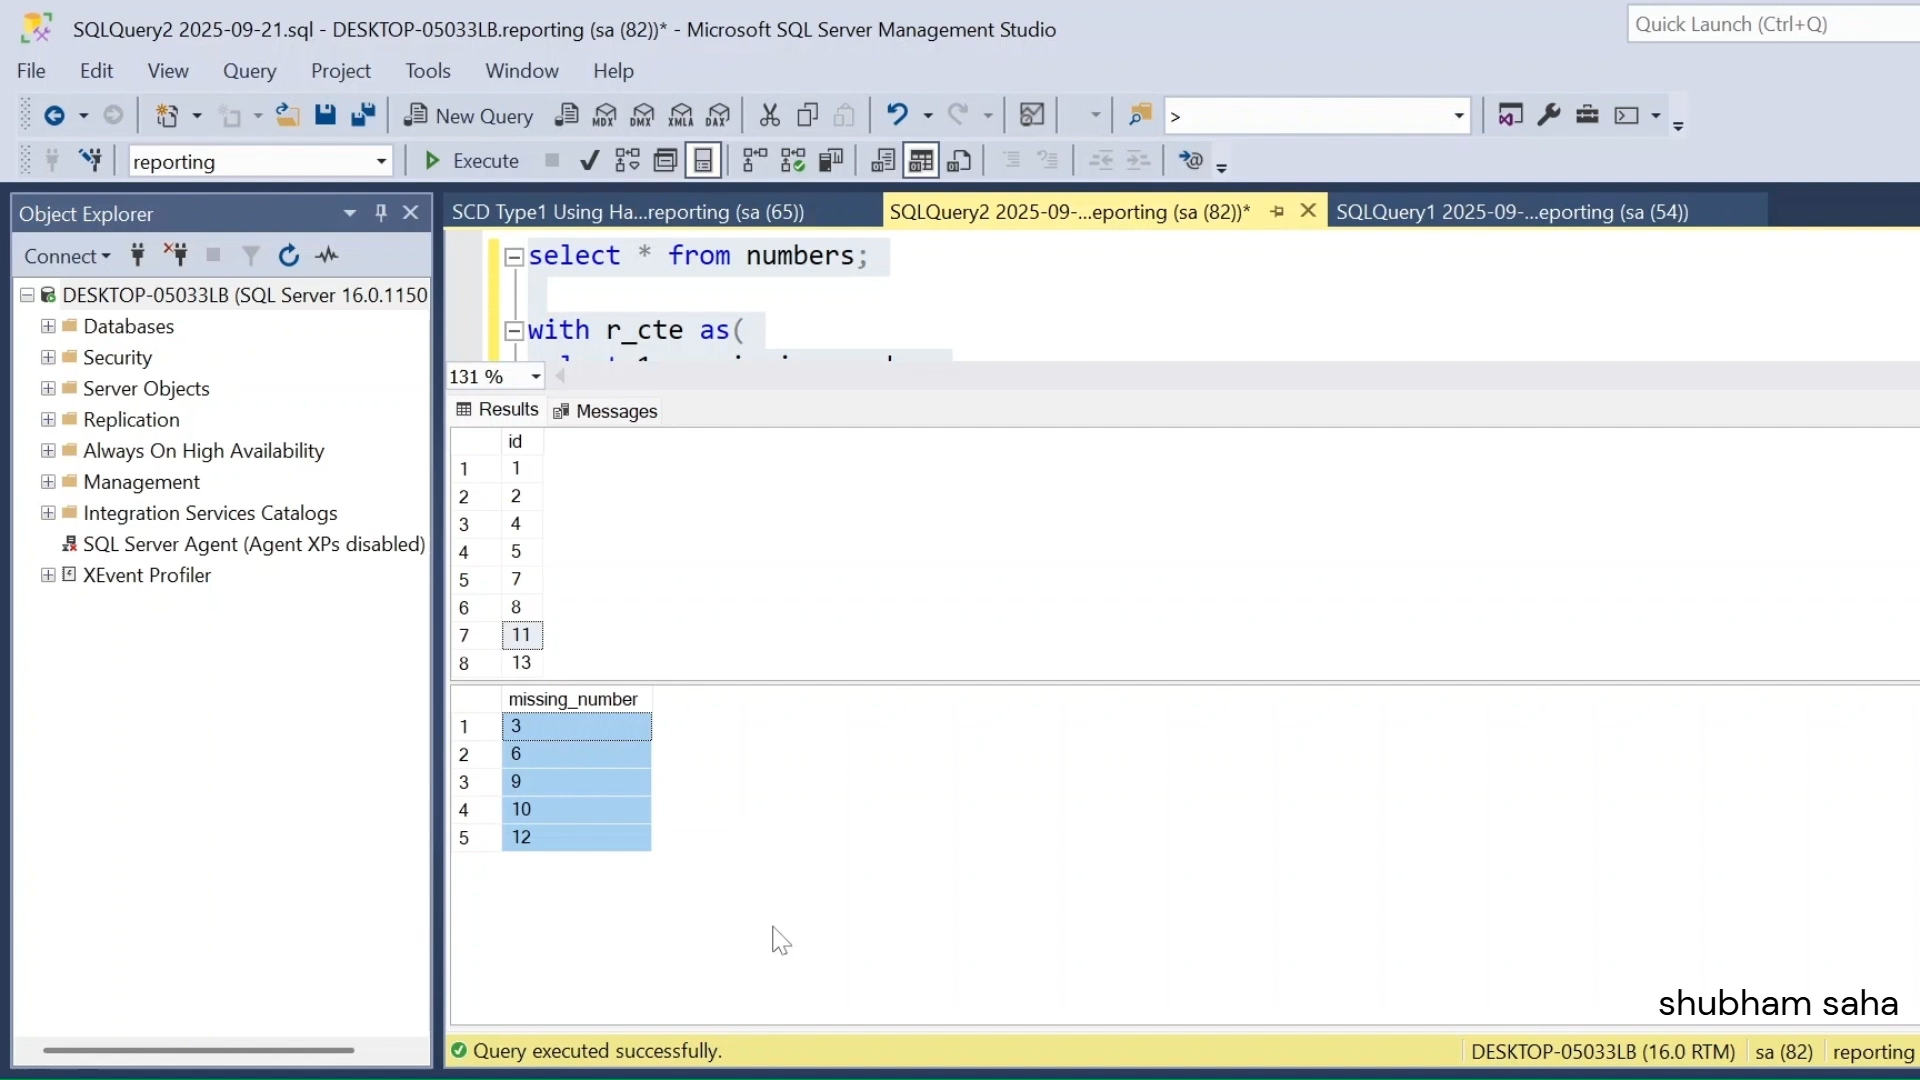 SQLQuery2 2025-09-21.sql - DESKTOP-05033LB.reporting (sa (82))* - Microsoft SQL Server Management Studio
Quick Launch (Ctrl+Q)
File Edit View Query Project Tools Window Help
New Query MDX DMX XMLA DAX >
reporting Execute
Object Explorer
Connect
DESKTOP-05033LB (SQL Server 16.0.1150
Databases
Security
Server Objects
Replication
Always On High Availability
Management
Integration Services Catalogs
SQL Server Agent (Agent XPs disabled)
XEvent Profiler
SCD Type1 Using Ha...reporting (sa (65)) SQLQuery2 2025-09-...eporting (sa (82))* SQLQuery1 2025-09-...eporting (sa (54))
select * from numbers;
with r_cte as(
131 %
Results Messages
id
1 1
2 2
3 4
4 5
5 7
6 8
7 11
8 13
missing_number
1 3
2 6
3 9
4 10
5 12
shubham saha
Query executed successfully. DESKTOP-05033LB (16.0 RTM) sa (82) reporting